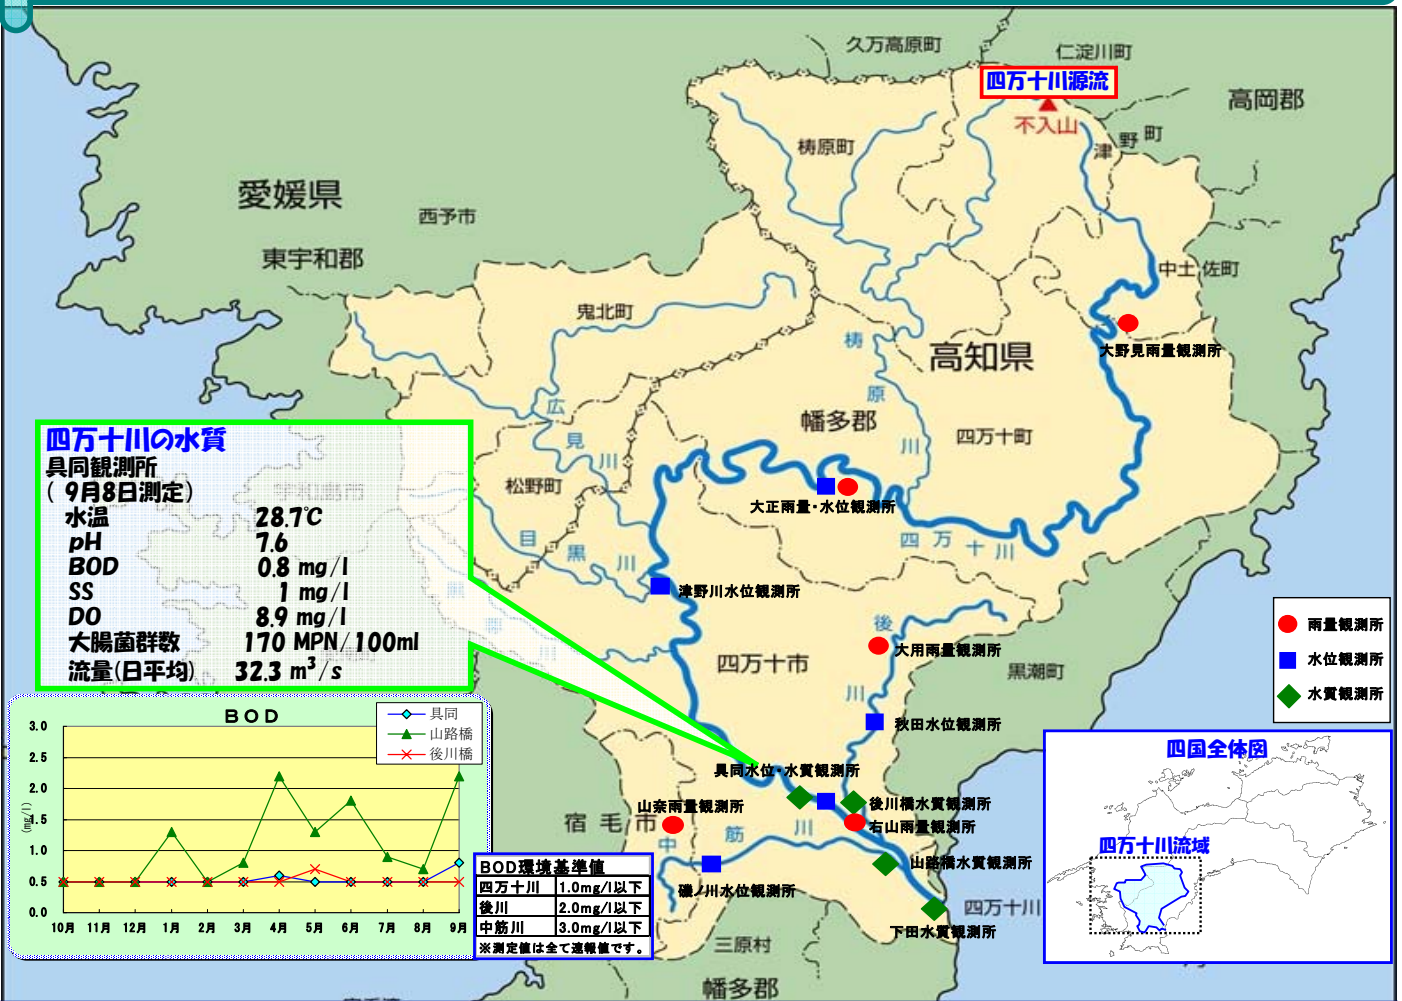 久万高原町
仁淀川町
四万十川源流
高岡郡
不入山
津野町
梼原町
愛媛県
西予市
東宇和郡
中土佐町
鬼北町
大野見雨量観測所
高知県
梼原川
広見川
幡多郡
四万十町
四万十川の水質
具同観測所
( 9月8日測定)
水温 28.7℃
pH 7.6
BOD 0.8 mg/l
SS 1 mg/l
DO 8.9 mg/l
大腸菌群数 170 MPN/100ml
流量(日平均) 32.3 m³/s
宇和島市
松野町
大正雨量・水位観測所
四万十川
目黒川
津野川水位観測所
後川
大用雨量観測所
四万十市
黒潮町
秋田水位観測所
雨量観測所
水位観測所
水質観測所
BOD
具同
山路橋
後川橋
(mg/l)
3.0
2.5
2.0
1.5
1.0
0.5
0.0
10月 11月 12月 1月 2月 3月 4月 5月 6月 7月 8月 9月
具同水位・水質観測所
山奈雨量観測所
後川橋水質観測所
宿毛市
右山雨量観測所
中筋川
山路橋水質観測所
磯ノ川水位観測所
四万十川
下田水質観測所
三原村
幡多郡
BOD環境基準値
四万十川 1.0mg/l以下
後川 2.0mg/l以下
中筋川 3.0mg/l以下
※測定値は全て速報値です。
四国全体図
四万十川流域